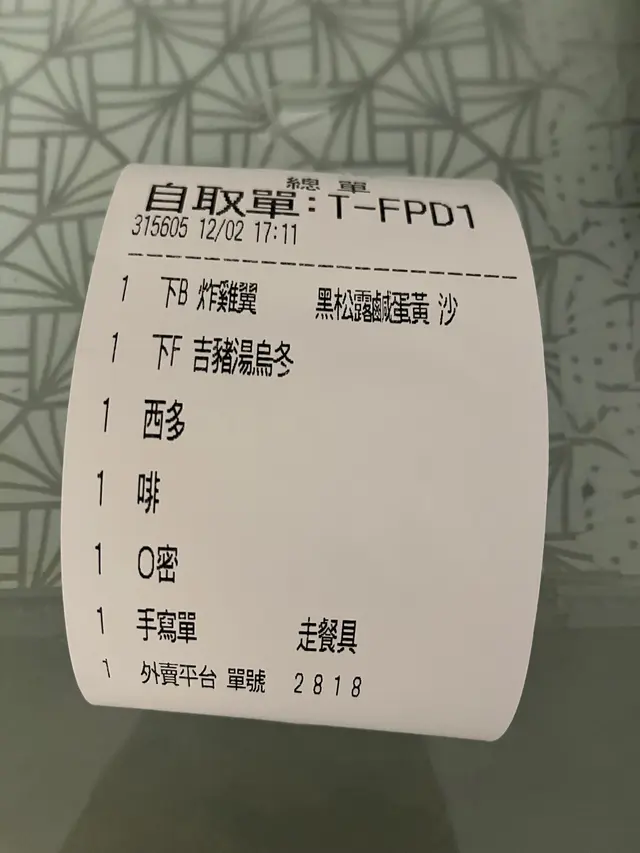 總單
自取單:T-FPD1
315605 12/02 17:11
1 下B 炸雞翼 黑松露鹹蛋黃 沙
1 下F 吉豬湯烏冬
1 西多
1 啡
1 O密
1 手寫單 走餐具
1 外賣平台 單號 2818